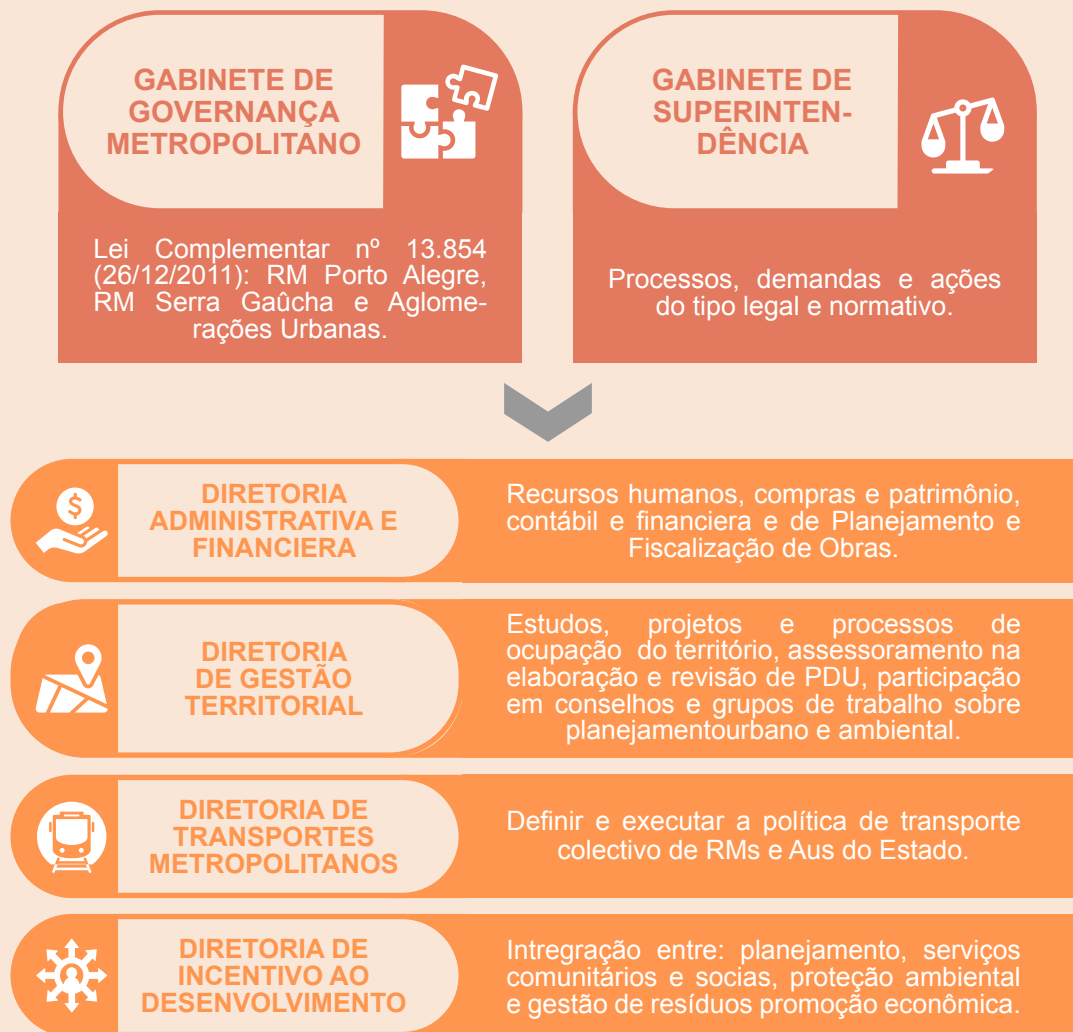 GABINETE DE
GOVERNANÇA
METROPOLITANO
Lei Complementar nº 13.854
(26/12/2011): RM Porto Alegre,
RM Serra Gaûcha e Aglome-
rações Urbanas.
GABINETE DE
SUPERINTEN-
DÊNCIA
Processos, demandas e ações
do tipo legal e normativo.
DIRETORIA
ADMINISTRATIVA E
FINANCIERA
Recursos humanos, compras e patrimônio,
contábil e financiera e de Planejamento e
Fiscalização de Obras.
DIRETORIA
DE GESTÃO
TERRITORIAL
Estudos, projetos e processos de
ocupação do território, assessoramento na
elaboração e revisão de PDU, participação
em conselhos e grupos de trabalho sobre
planejamentourbano e ambiental.
DIRETORIA DE
TRANSPORTES
METROPOLITANOS
Definir e executar a política de transporte
colectivo de RMs e Aus do Estado.
DIRETORIA DE
INCENTIVO AO
DESENVOLVIMENTO
Intregração entre: planejamento, serviços
comunitários e socias, proteção ambiental
e gestão de resíduos promoção econômica.